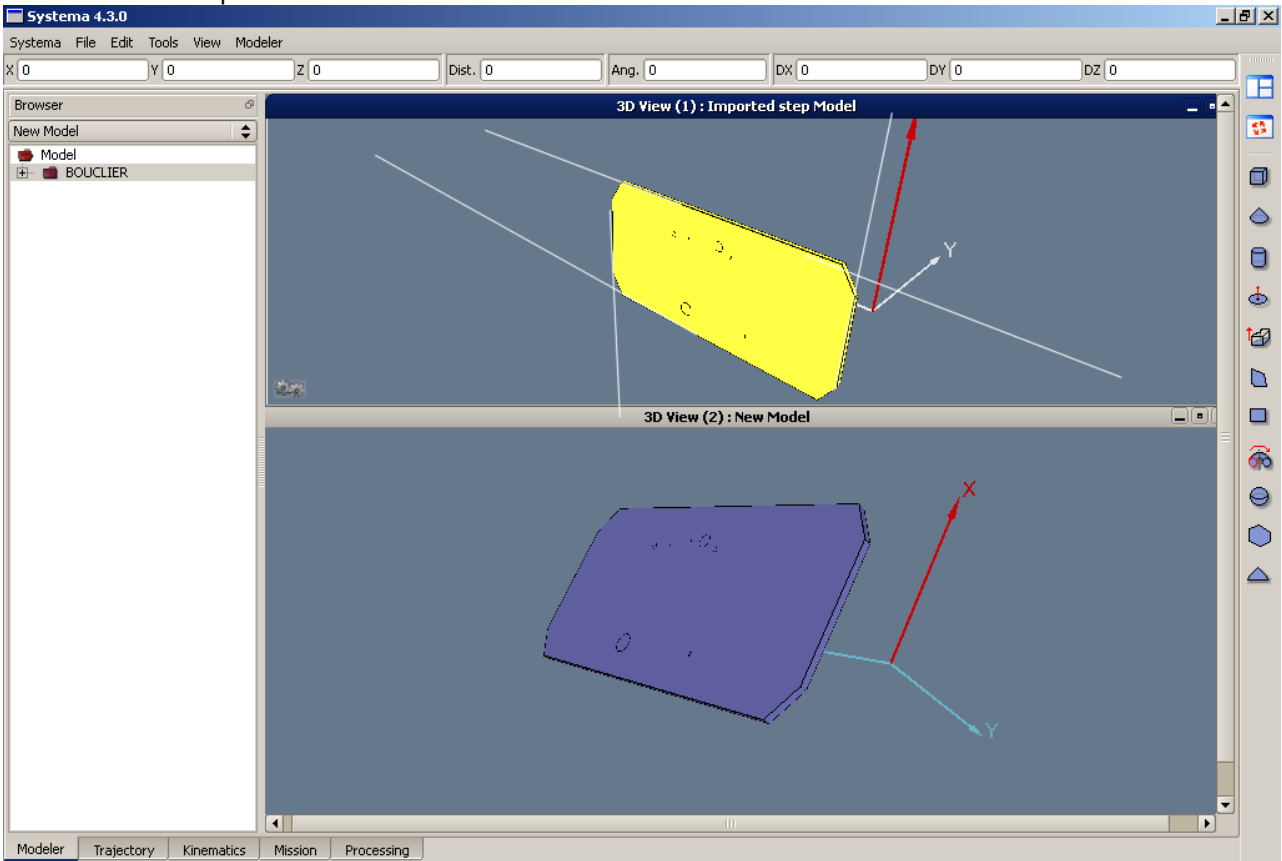 Systema 4.3.0
Systema File Edit Tools View Modeler
X 0 Y 0 Z 0 Dist. 0 Ang. 0 DX 0 DY 0 DZ 0
Browser
3D View (1) : Imported step Model
New Model
Model
BOUCLIER
Y
3D View (2) : New Model
X
Y
Modeler Trajectory Kinematics Mission Processing